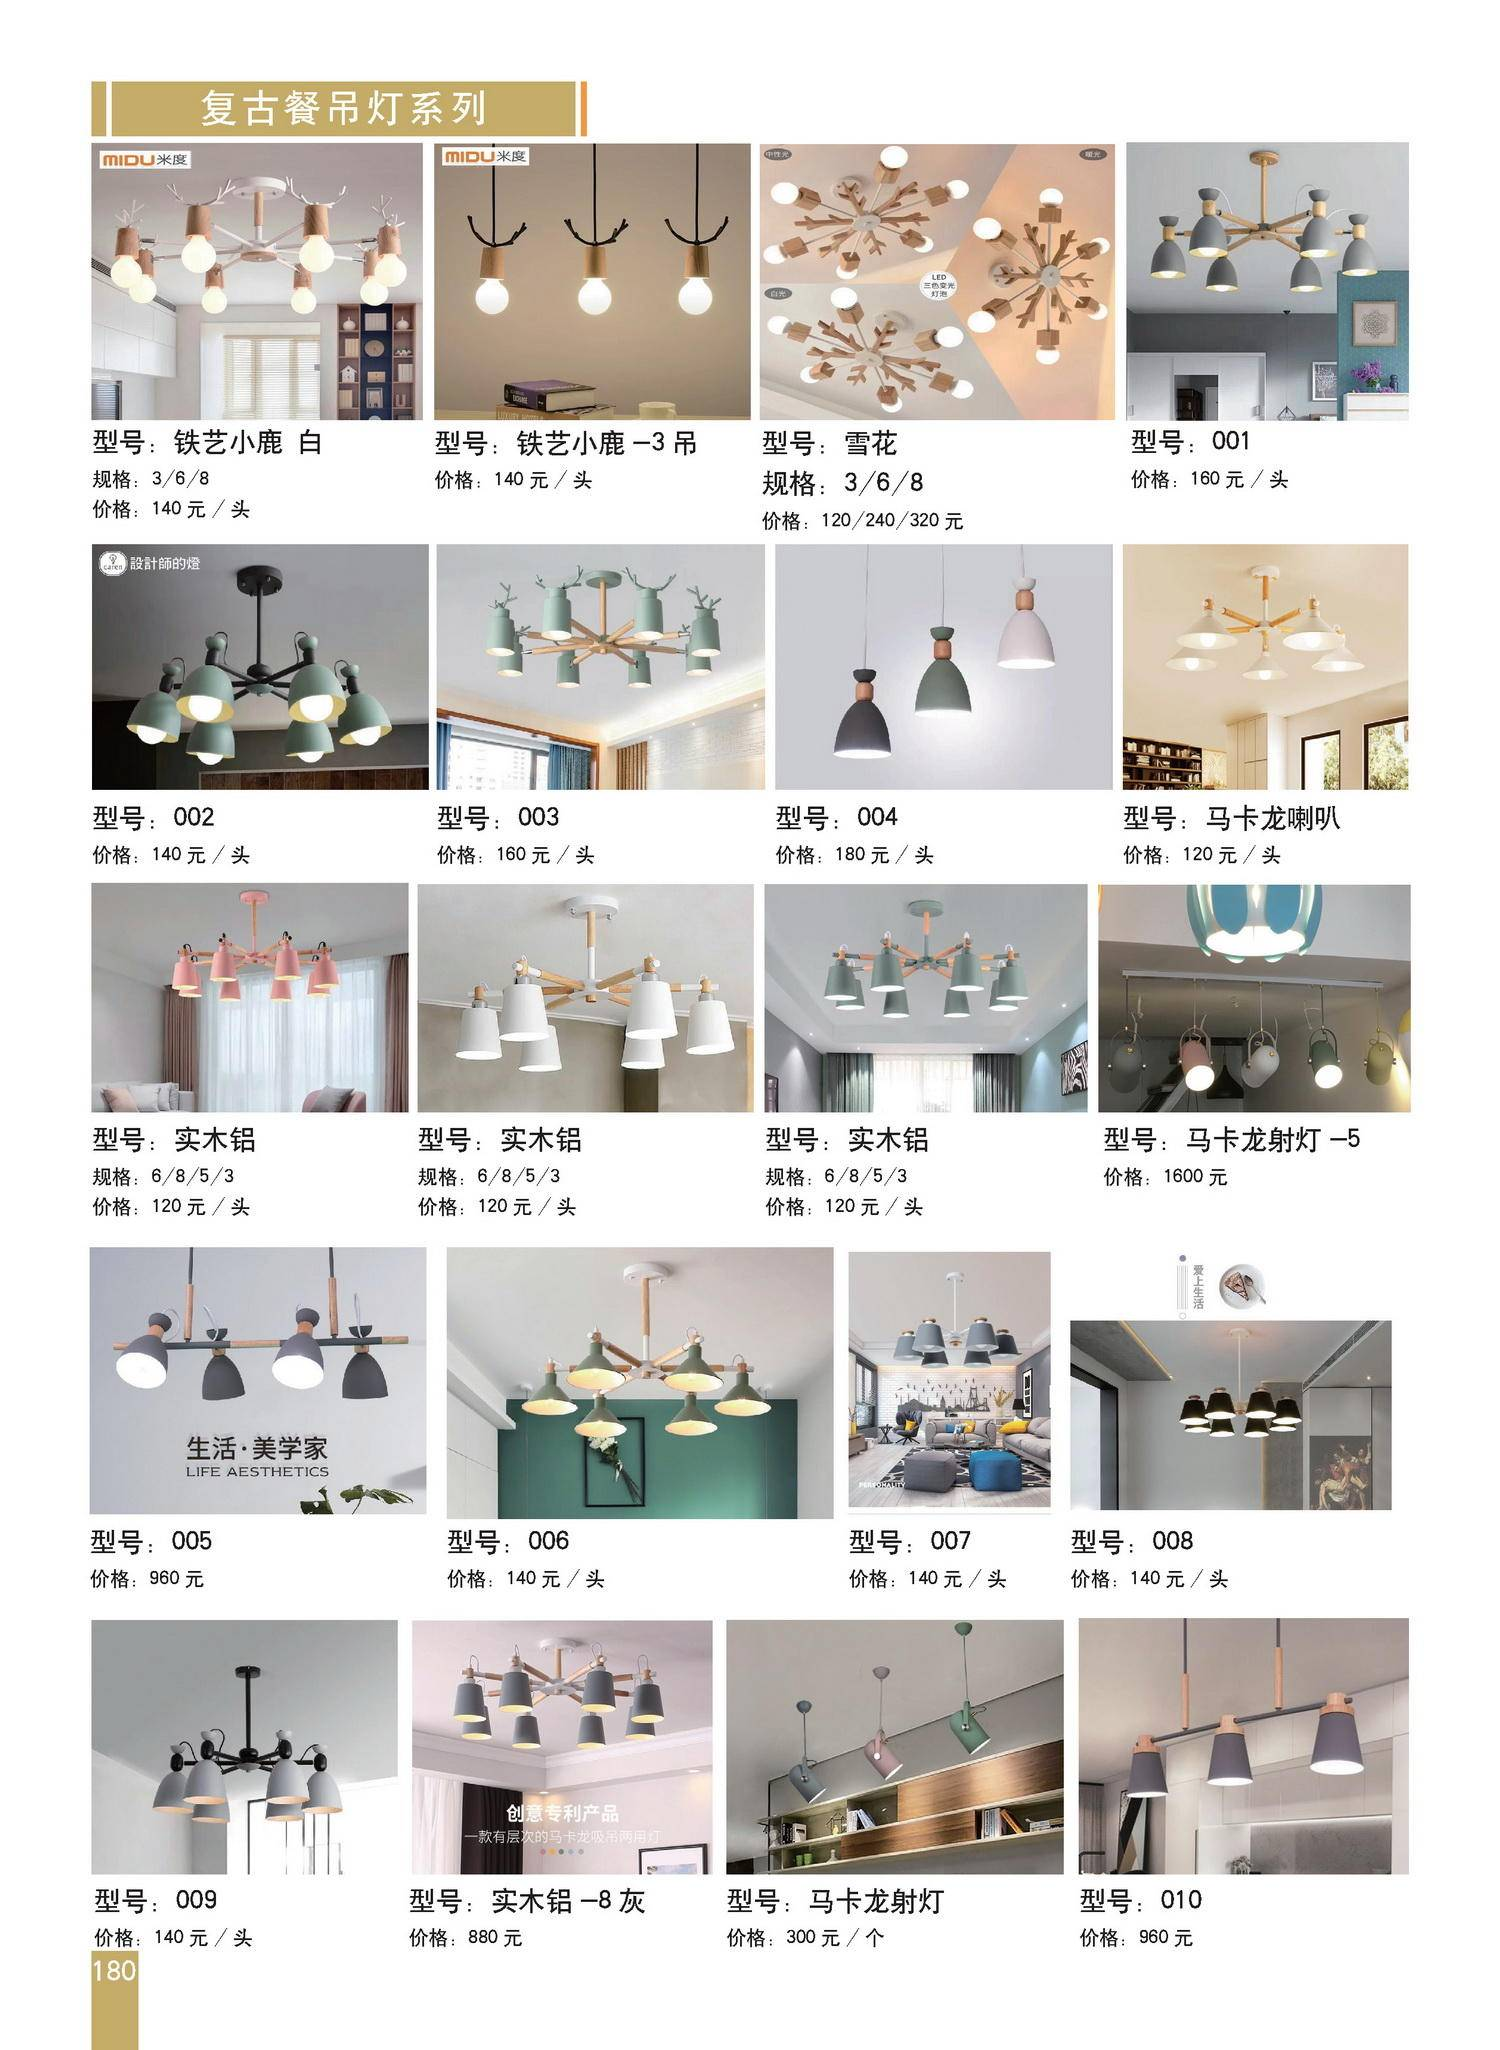 复古餐吊灯系列
MIDU米度
MIDU米度
中性光
暖光
白光
LED
三色变光
灯泡
型号：铁艺小鹿 白
规格：3/6/8
价格：140 元 / 头
型号：铁艺小鹿 -3 吊
价格：140 元 / 头
型号：雪花
规格：3/6/8
价格：120/240/320 元
型号：001
价格：160 元 / 头
caren 設計師的燈
型号：002
价格：140 元 / 头
型号：003
价格：160 元 / 头
型号：004
价格：180 元 / 头
型号：马卡龙喇叭
价格：120 元 / 头
型号：实木铝
规格：6/8/5/3
价格：120 元 / 头
型号：实木铝
规格：6/8/5/3
价格：120 元 / 头
型号：实木铝
规格：6/8/5/3
价格：120 元 / 头
型号：马卡龙射灯 -5
价格：1600 元
生活·美学家
LIFE AESTHETICS
PERSONALITY
爱上生活
型号：005
价格：960 元
型号：006
价格：140 元 / 头
型号：007
价格：140 元 / 头
型号：008
价格：140 元 / 头
创意专利产品
一款有层次的马卡龙吸吊两用灯
型号：009
价格：140 元 / 头
型号：实木铝 -8 灰
价格：880 元
型号：马卡龙射灯
价格：300 元 / 个
型号：010
价格：960 元
180